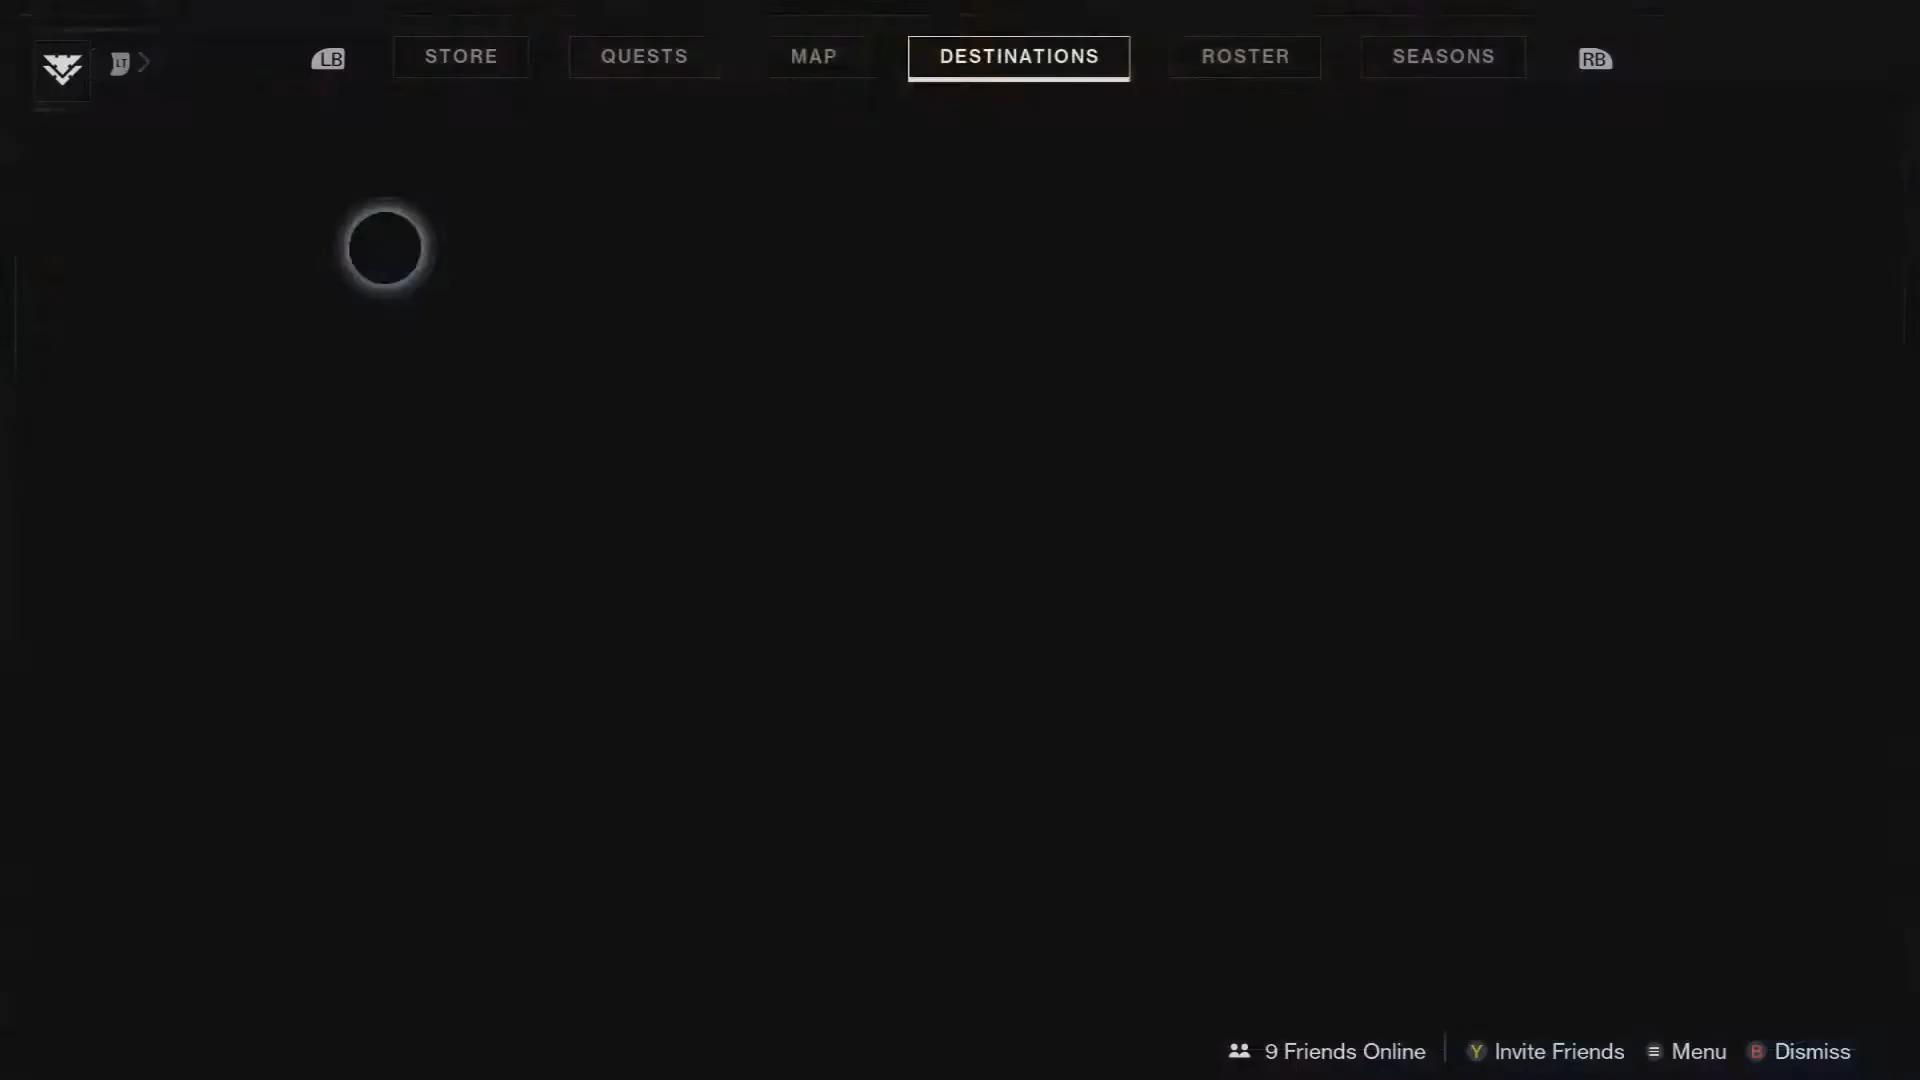 LT
LB
STORE
QUESTS
MAP
DESTINATIONS
ROSTER
SEASONS
RB
9 Friends Online
Y Invite Friends
Menu
B Dismiss